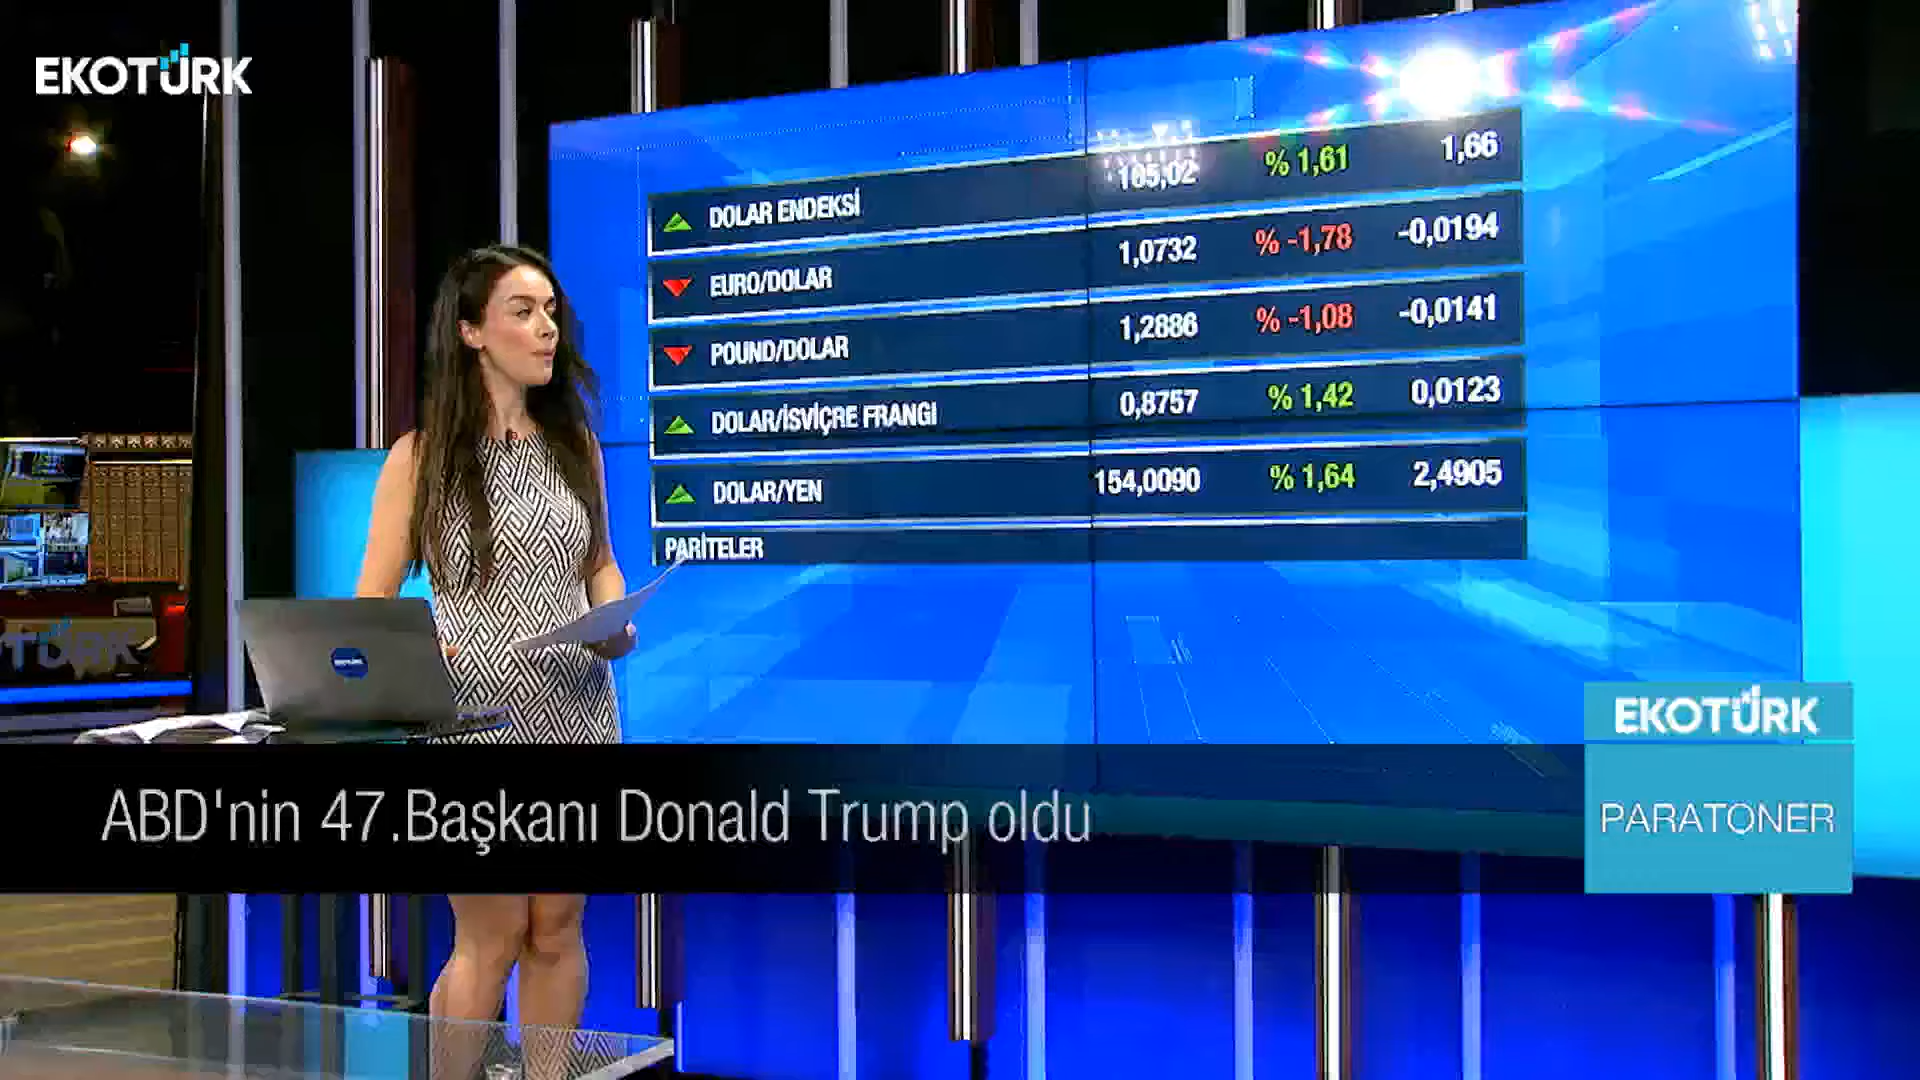 EKOTÜRK
DOLAR ENDEKSİ 105,02 % 1,61 1,66
EURO/DOLAR 1,0732 % -1,78 -0,0194
POUND/DOLAR 1,2886 % -1,08 -0,0141
DOLAR/İSVİÇRE FRANGI 0,8757 % 1,42 0,0123
DOLAR/YEN 154,0090 % 1,64 2,4905
PARİTELER
TÜRK
EKOTÜRK
EKOTÜRK
PARATONER
ABD'nin 47.Başkanı Donald Trump oldu